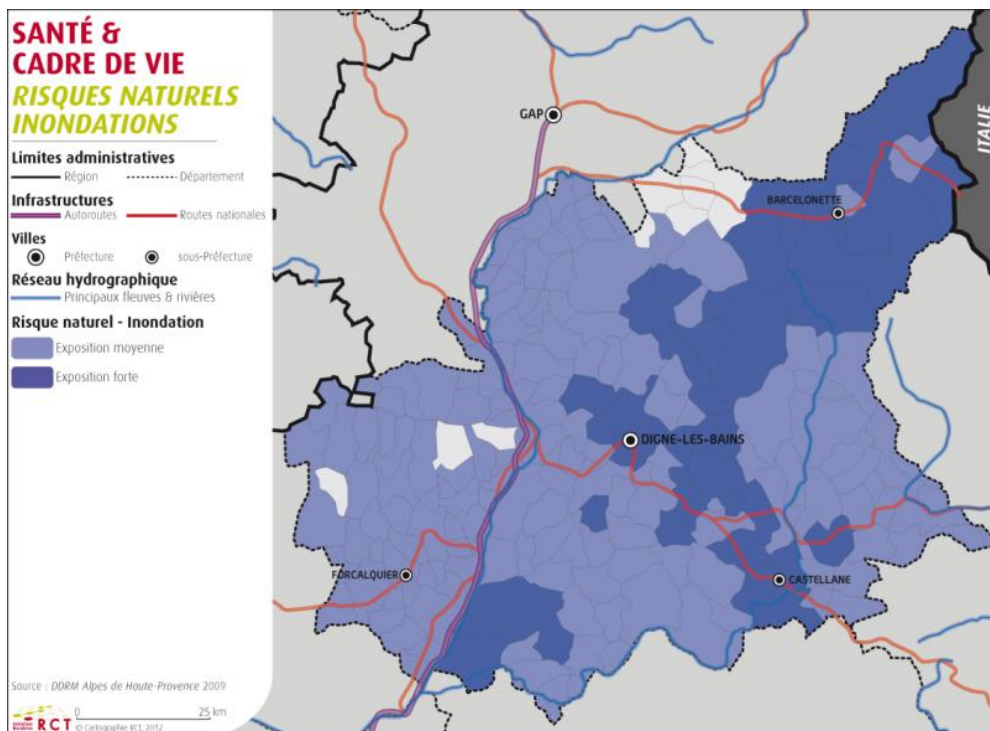 SANTÉ &
CADRE DE VIE
RISQUES NATURELS
INONDATIONS
Limites administratives
Région
Département
Infrastructures
Autoroutes
Routes nationales
Villes
Préfecture
sous-Préfecture
Réseau hydrographique
Principaux fleuves & rivières
Risque naturel - Inondation
Exposition moyenne
Exposition forte
Source : DDRM Alpes de Haute-Provence 2009
0
25 km
RCT
© Cartographie RCT, 2012
GAP
ITALIE
BARCELONETTE
DIGNE-LES-BAINS
FORCALQUIER
CASTELLANE